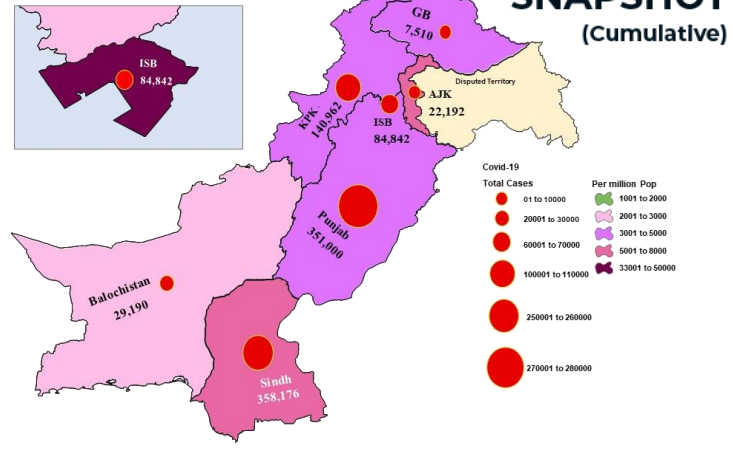 SNAPSHOT
(Cumulative)
ISB
84,842
GB
7,510
KPK
140,962
ISB
84,842
AJK
22,192
Disputed Territory
Punjab
351,000
Balochistan
29,190
Sindh
358,176
Covid-19
Total Cases
01 to 10000
20001 to 30000
60001 to 70000
100001 to 110000
250001 to 260000
270001 to 280000
Per million Pop
1001 to 2000
2001 to 3000
3001 to 5000
5001 to 8000
33001 to 50000